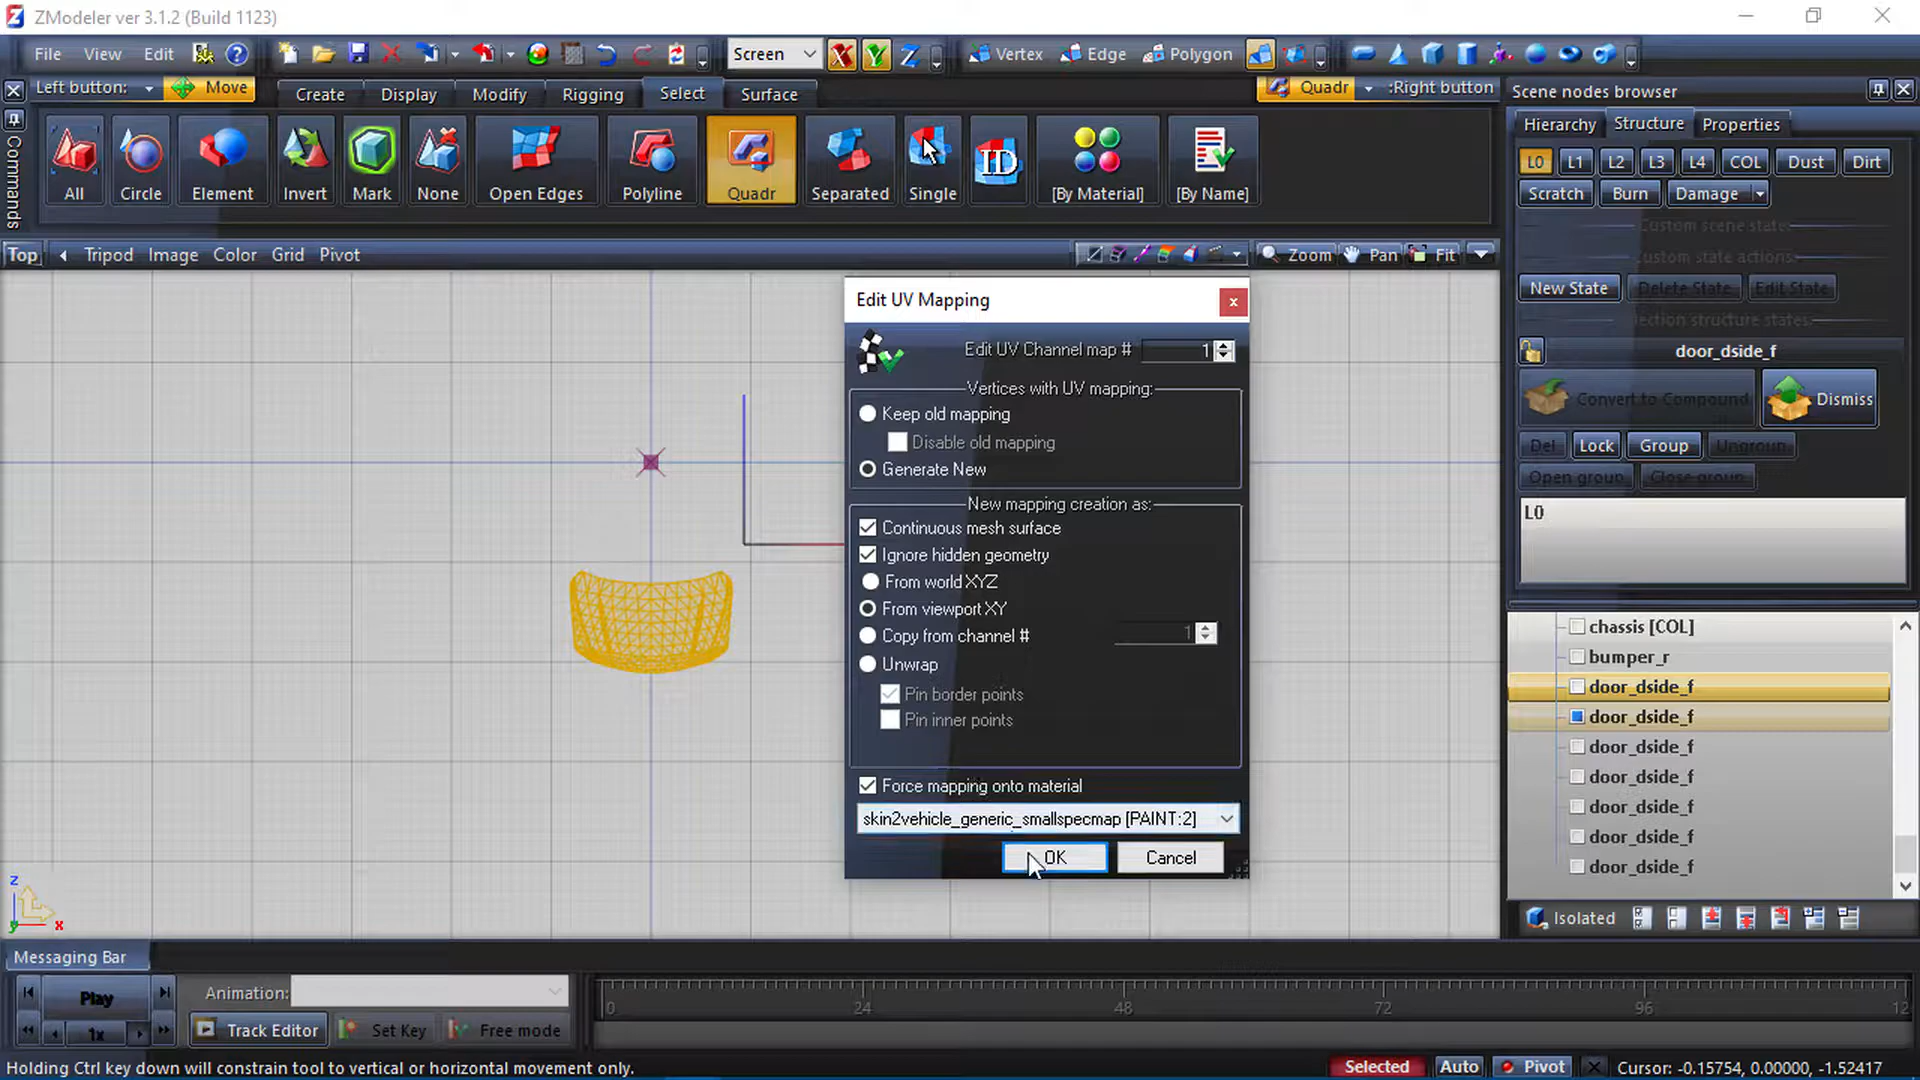 ZModeler ver 3.1.2 (Build 1123)
File View Edit Screen Vertex Edge Polygon
Left button: Move Create Display Modify Rigging Select Surface Quadr :Right button
Commands
All Circle Element Invert Mark None Open Edges Polyline Quadr Separated Single ID [By Material] [By Name]
Top Tripod Image Color Grid Pivot Zoom Pan Fit
Edit UV Mapping
Edit UV Channel map # 1
Vertices with UV mapping:
Keep old mapping
Disable old mapping
Generate New
New mapping creation as:
Continuous mesh surface
Ignore hidden geometry
From world XYZ
From viewport XY
Copy from channel # 1
Unwrap
Pin border points
Pin inner points
Force mapping onto material
skin2vehicle_generic_smallspecmap [PAINT:2]
OK Cancel
z
x
y
Scene nodes browser
Hierarchy Structure Properties
L0 L1 L2 L3 L4 COL Dust Dirt
Scratch Burn Damage
Custom scene state:
Custom state actions:
New State Delete State Edit State
door_dside_f
Convert to Compound Dismiss
Del Lock Group Ungroup
Open group Close group
L0
chassis [COL]
bumper_r
door_dside_f
door_dside_f
door_dside_f
door_dside_f
door_dside_f
door_dside_f
door_dside_f
Isolated
Messaging Bar
Play Animation:
1x Track Editor Set Key Free mode
0 24 48 72 96 12
Holding Ctrl key down will constrain tool to vertical or horizontal movement only. Selected Auto Pivot Cursor: -0.15754, 0.00000, -1.52417